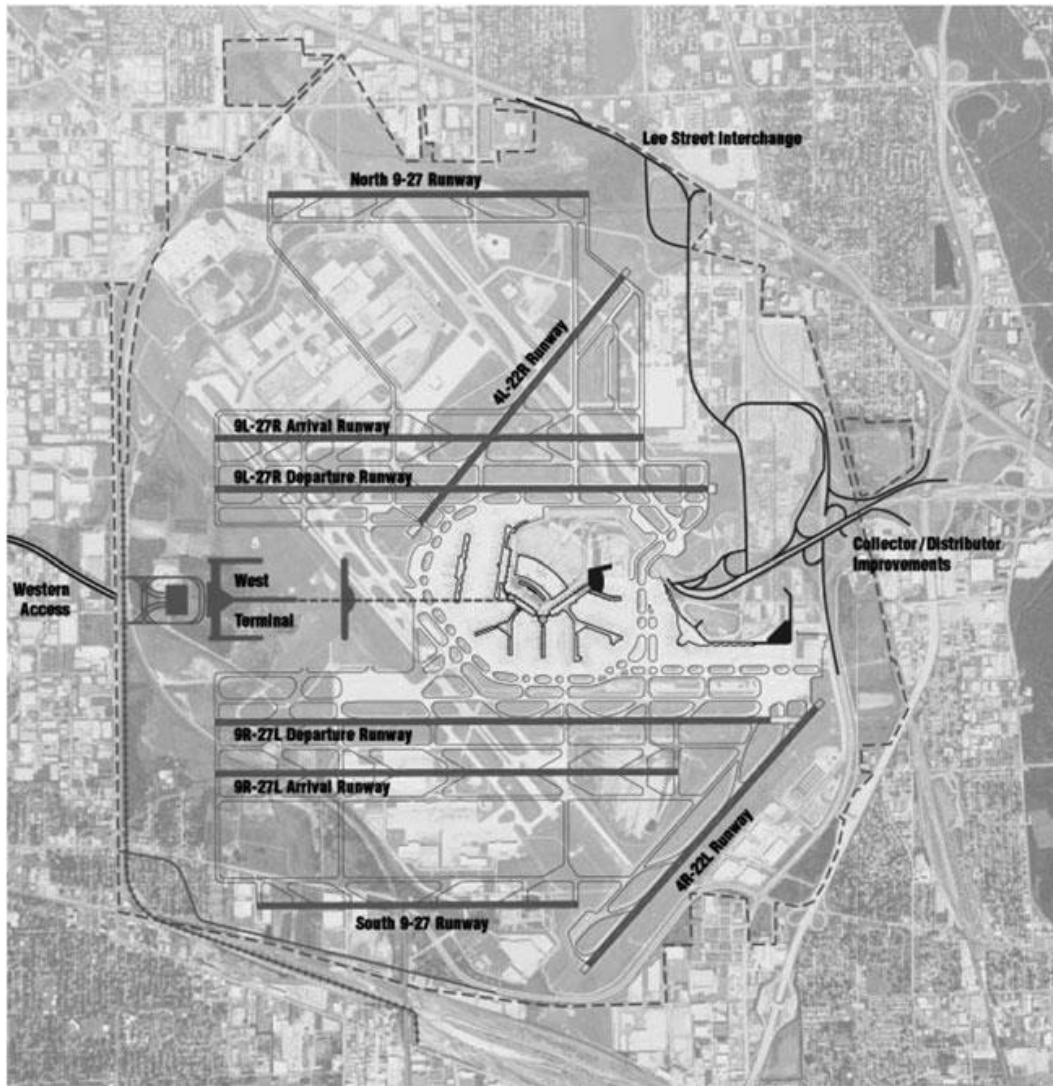 Lee Street Interchange
North 9-27 Runway
4L-22R Runway
9L-27R Arrival Runway
9L-27R Departure Runway
Collector/Distributor
Improvements
Western
Access
West
Terminal
9R-27L Departure Runway
9R-27L Arrival Runway
4R-22L Runway
South 9-27 Runway